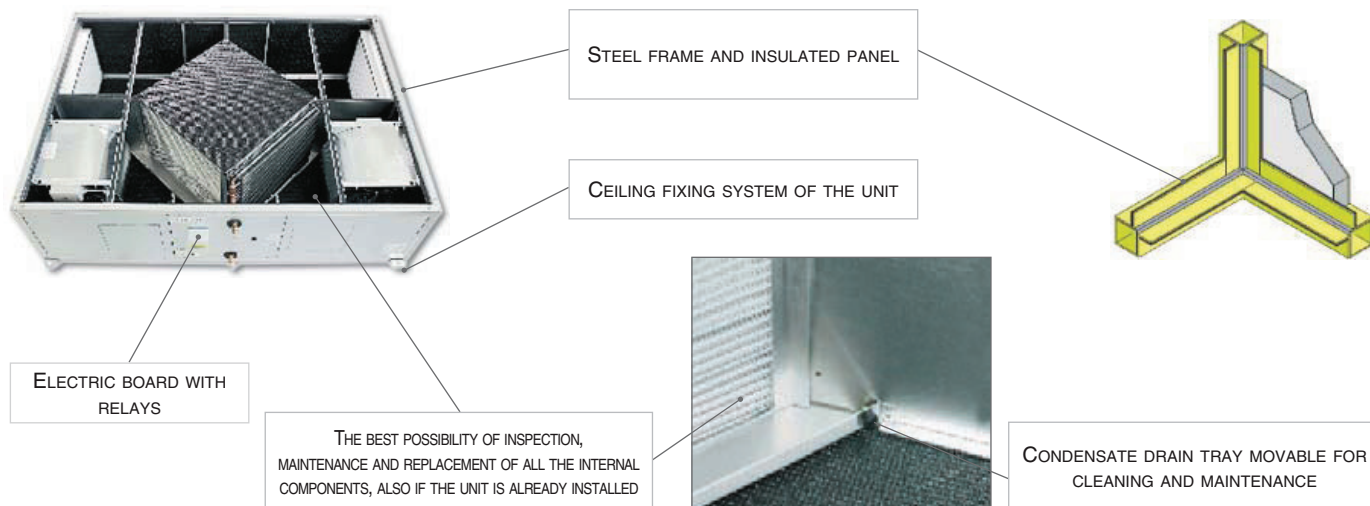 STEEL FRAME AND INSULATED PANEL
CEILING FIXING SYSTEM OF THE UNIT
ELECTRIC BOARD WITH
RELAYS
THE BEST POSSIBILITY OF INSPECTION,
MAINTENANCE AND REPLACEMENT OF ALL THE INTERNAL
COMPONENTS, ALSO IF THE UNIT IS ALREADY INSTALLED
CONDENSATE DRAIN TRAY MOVABLE FOR
CLEANING AND MAINTENANCE